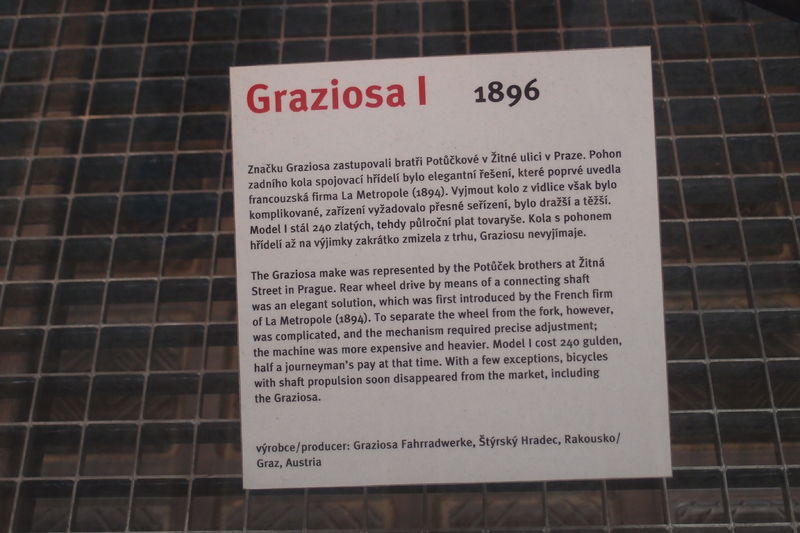 Graziosa I 1896
Značku Graziosa zastupovali bratři Potůčkové v Žitné ulici v Praze. Pohon
zadního kola spojovací hřídelí bylo elegantní řešení, které poprvé uvedla
francouzská firma La Metropole (1894). Vyjmout kolo z vidlice však bylo
komplikované, zařízení vyžadovalo přesné seřízení, bylo dražší a těžší.
Model I stál 240 zlatých, tehdy půlroční plat tovaryše. Kola s pohonem
hřídelí až na výjimky zakrátko zmizela z trhu, Graziosu nevyjímaje.
The Graziosa make was represented by the Potůček brothers at Žitná
Street in Prague. Rear wheel drive by means of a connecting shaft
was an elegant solution, which was first introduced by the French firm
of La Metropole (1894). To separate the wheel from the fork, however,
was complicated, and the mechanism required precise adjustment;
the machine was more expensive and heavier. Model I cost 240 gulden,
half a journeyman's pay at that time. With a few exceptions, bicycles
with shaft propulsion soon disappeared from the market, including
the Graziosa.
výrobce/producer: Graziosa Fahrradwerke, Štýrský Hradec, Rakousko/
Graz, Austria